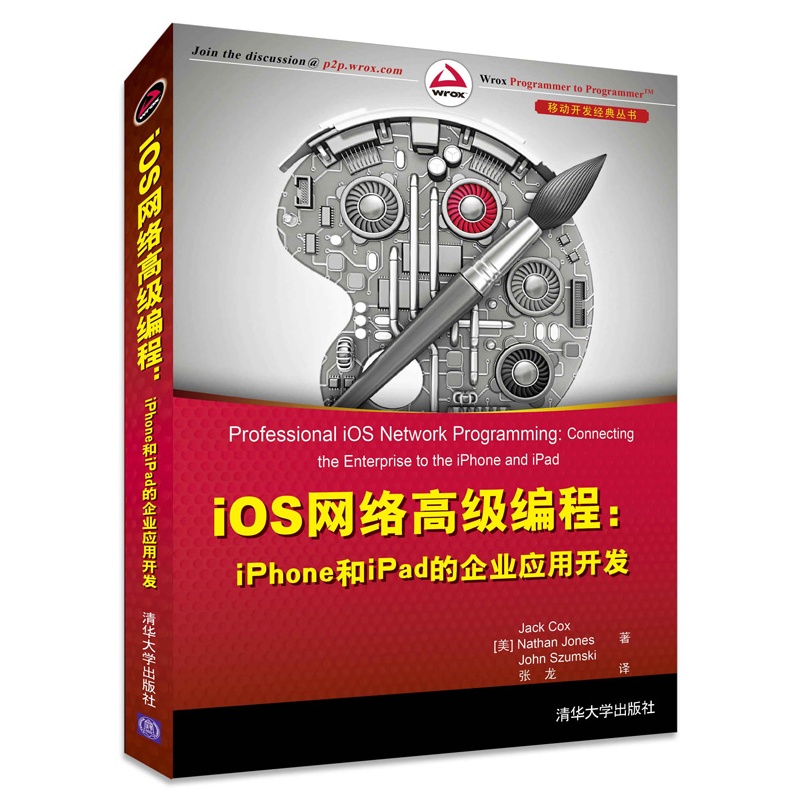 Join the discussion @ p2p.wrox.com
wrox
Wrox Programmer to Programmer™
移动开发经典丛书
Professional iOS Network Programming: Connecting
the Enterprise to the iPhone and iPad
iOS网络高级编程：
iPhone和iPad的企业应用开发
Jack Cox
[美] Nathan Jones 著
John Szumski
张 龙 译
清华大学出版社
wrox
iOS网络高级编程：
iPhone和iPad的企业应用开发
清华大学出版社